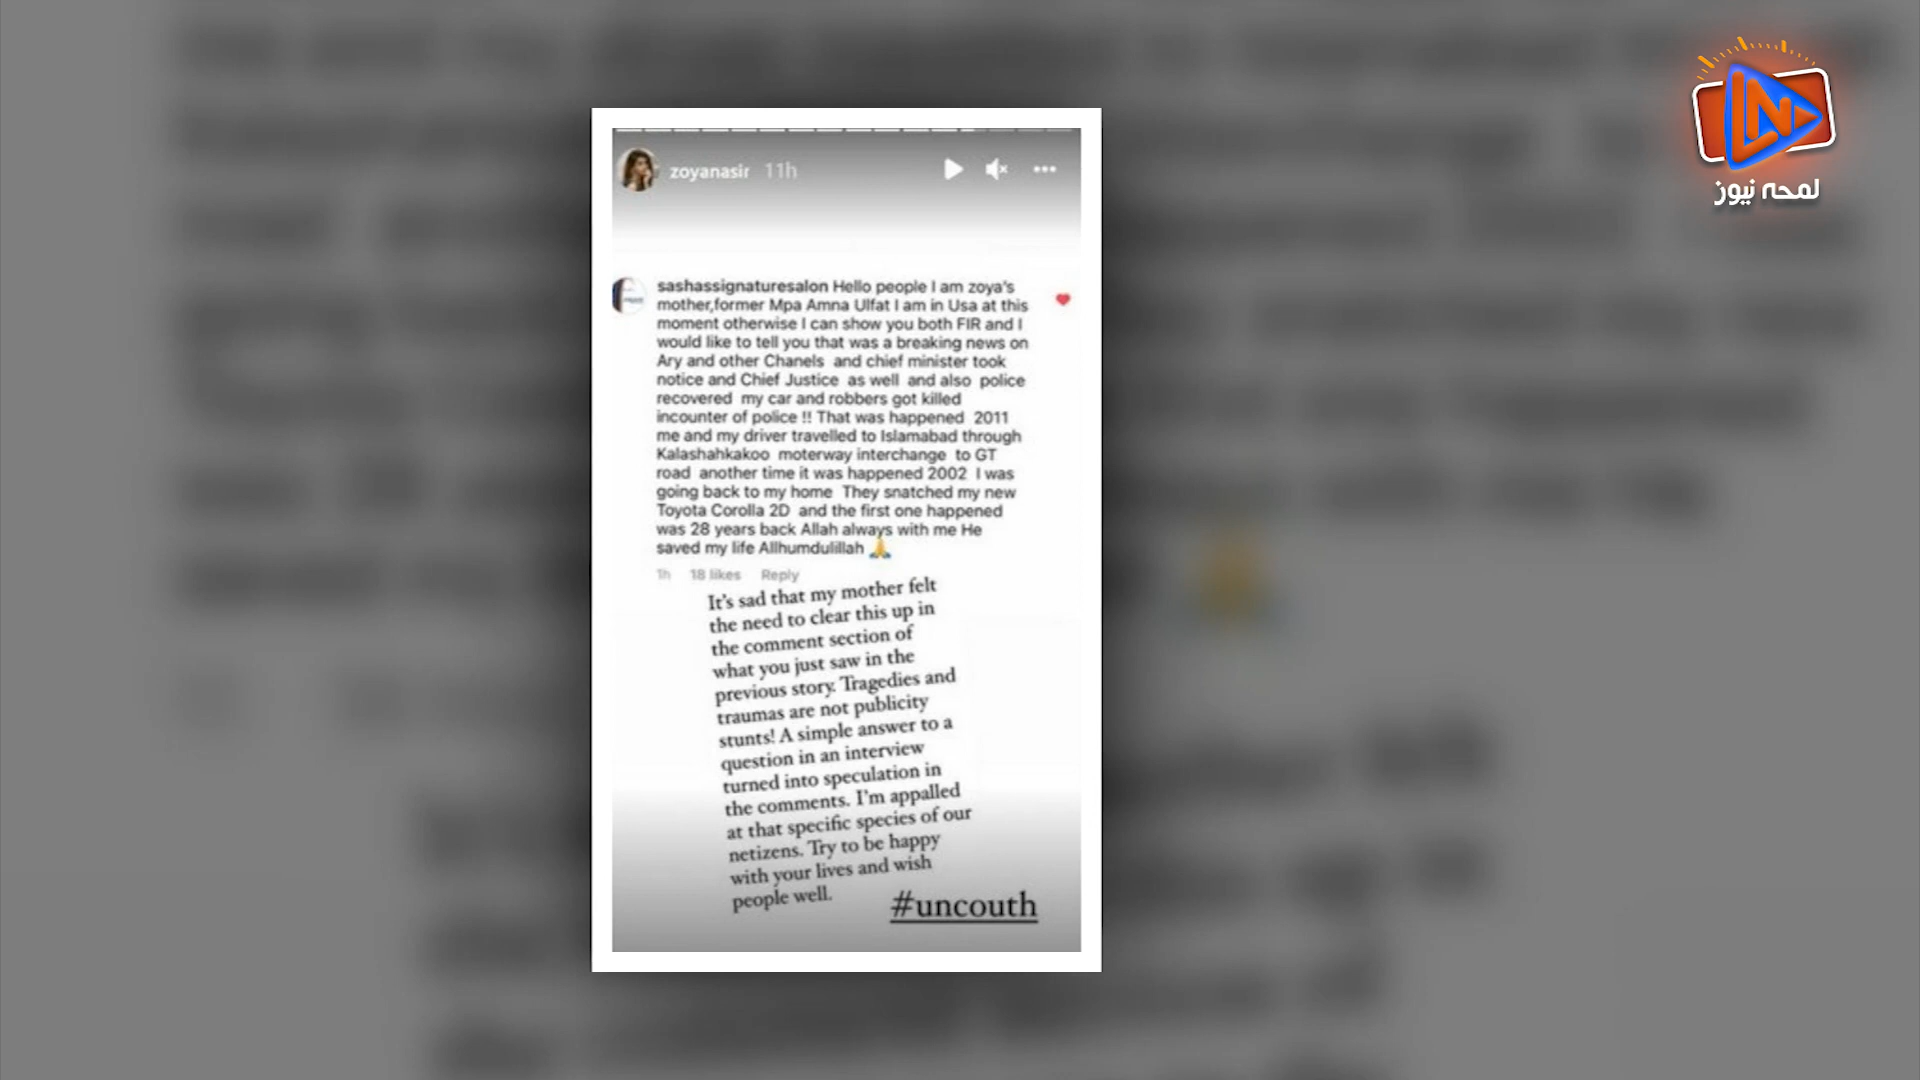 لمحہ نیوز
zoyanasir 11h
sashassignaturesalon Hello people I am zoya's
mother,former Mpa Amna Ulfat I am in Usa at this
moment otherwise I can show you both FIR and I
would like to tell you that was a breaking news on
Ary and other Chanels and chief minister took
notice and Chief Justice as well and also police
recovered my car and robbers got killed
incounter of police !! That was happened 2011
me and my driver travelled to Islamabad through
Kalashahkakoo moterway interchange to GT
road another time it was happened 2002 I was
going back to my home They snatched my new
Toyota Corolla 2D and the first one happened
was 28 years back Allah always with me He
saved my life Allhumdulillah 🙏
1h 18 likes Reply
It's sad that my mother felt
the need to clear this up in
the comment section of
what you just saw in the
previous story. Tragedies and
traumas are not publicity
stunts! A simple answer to a
question in an interview
turned into speculation in
the comments. I'm appalled
at that specific species of our
netizens. Try to be happy
with your lives and wish
people well.
#uncouth